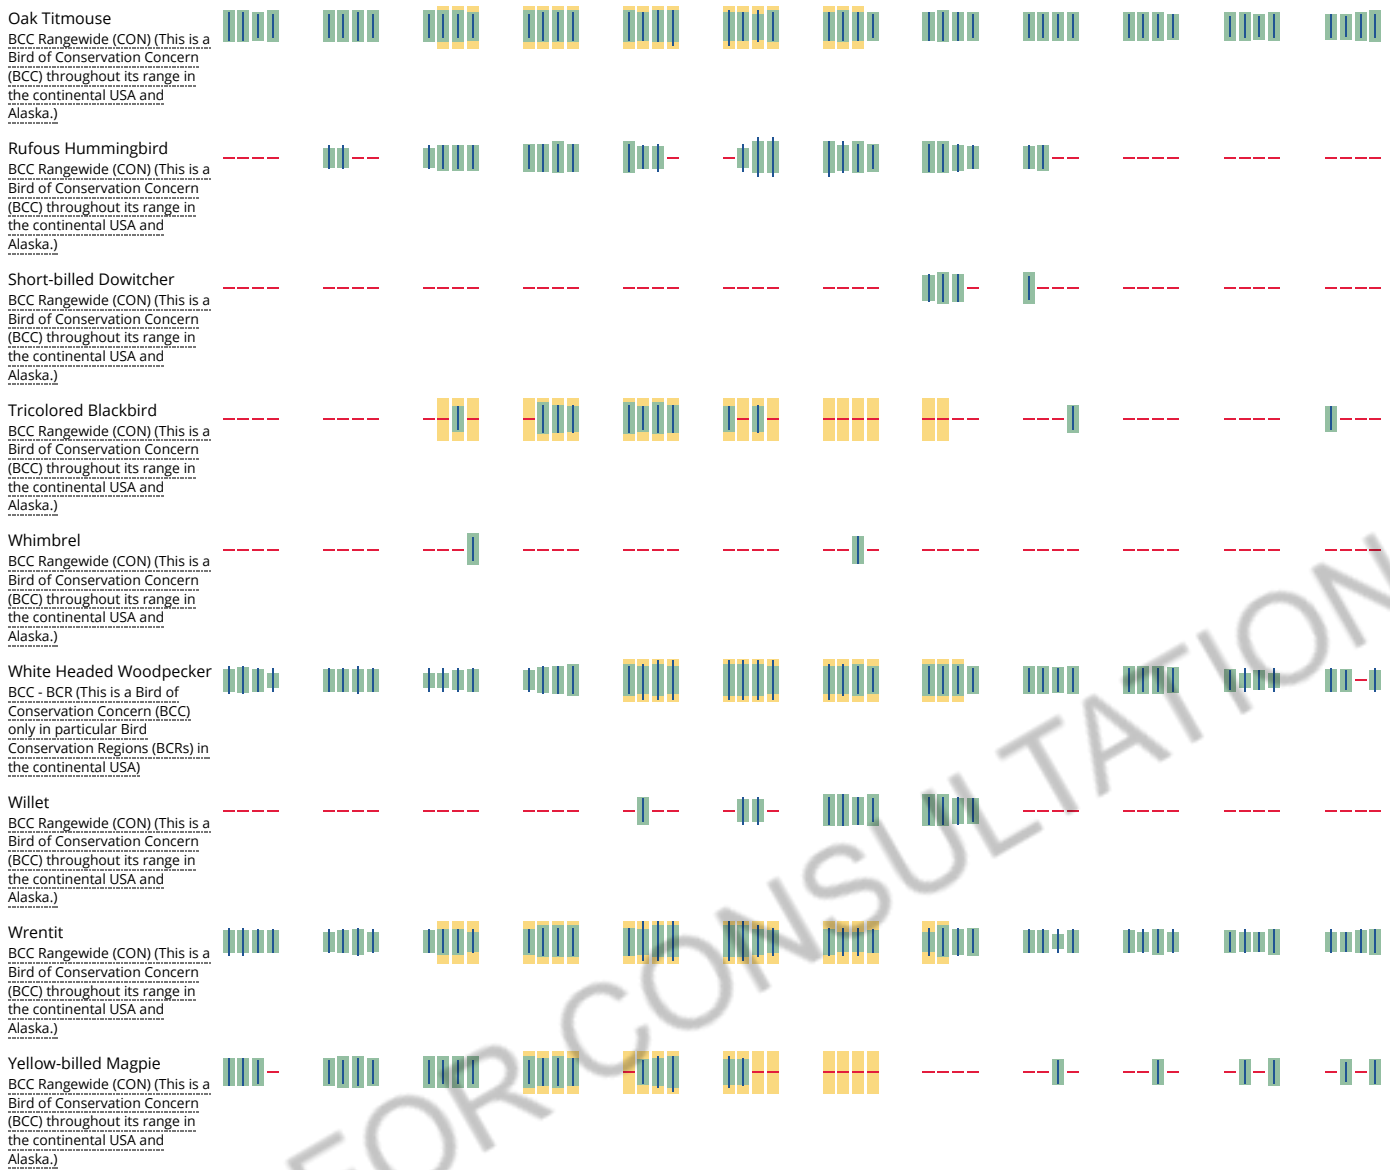 Oak Titmouse
BCC Rangewide (CON) (This is a
Bird of Conservation Concern
(BCC) throughout its range in
the continental USA and
Alaska.)
Rufous Hummingbird
BCC Rangewide (CON) (This is a
Bird of Conservation Concern
(BCC) throughout its range in
the continental USA and
Alaska.)
Short-billed Dowitcher
BCC Rangewide (CON) (This is a
Bird of Conservation Concern
(BCC) throughout its range in
the continental USA and
Alaska.)
Tricolored Blackbird
BCC Rangewide (CON) (This is a
Bird of Conservation Concern
(BCC) throughout its range in
the continental USA and
Alaska.)
Whimbrel
BCC Rangewide (CON) (This is a
Bird of Conservation Concern
(BCC) throughout its range in
the continental USA and
Alaska.)
White Headed Woodpecker
BCC - BCR (This is a Bird of
Conservation Concern (BCC)
only in particular Bird
Conservation Regions (BCRs) in
the continental USA)
Willet
BCC Rangewide (CON) (This is a
Bird of Conservation Concern
(BCC) throughout its range in
the continental USA and
Alaska.)
Wrentit
BCC Rangewide (CON) (This is a
Bird of Conservation Concern
(BCC) throughout its range in
the continental USA and
Alaska.)
Yellow-billed Magpie
BCC Rangewide (CON) (This is a
Bird of Conservation Concern
(BCC) throughout its range in
the continental USA and
Alaska.)
FOR CONSULTATION